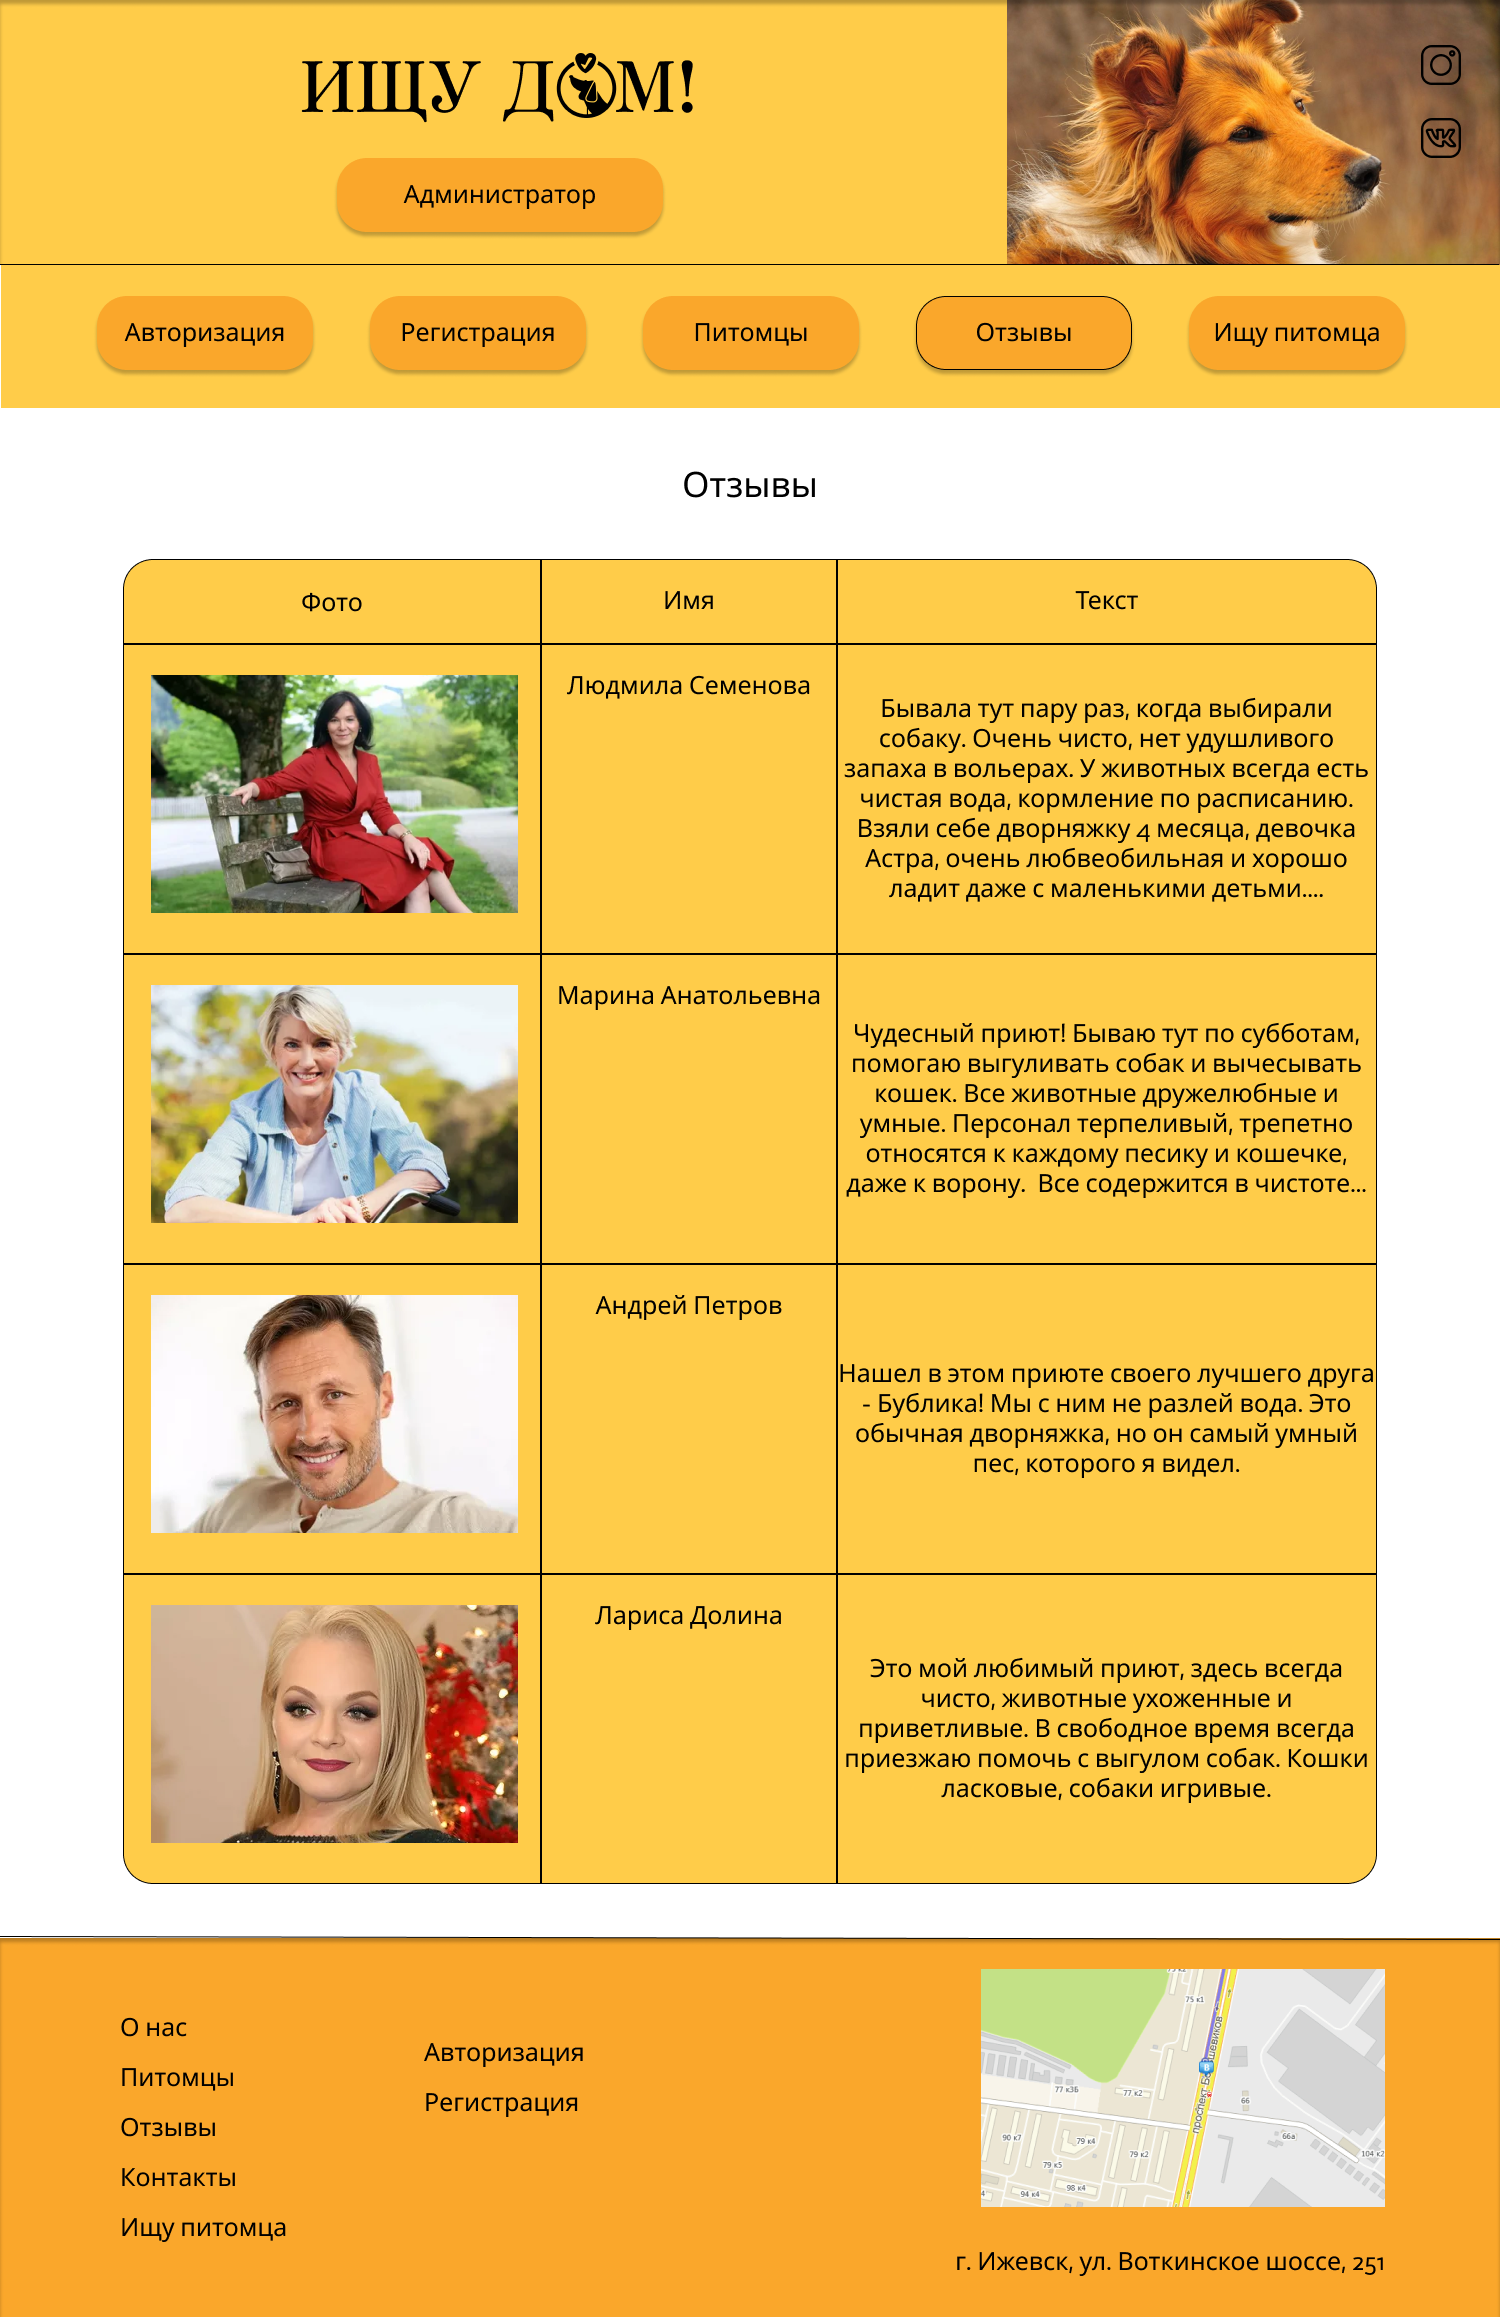 ИЩУ ДОМ!
Администратор
Авторизация
Регистрация
Питомцы
Отзывы
Ищу питомца
Отзывы
Фото
Имя
Текст
Людмила Семенова
Бывала тут пару раз, когда выбирали
собаку. Очень чисто, нет удушливого
запаха в вольерах. У животных всегда есть
чистая вода, кормление по расписанию.
Взяли себе дворняжку 4 месяца, девочка
Астра, очень любвеобильная и хорошо
ладит даже с маленькими детьми....
Марина Анатольевна
Чудесный приют! Бываю тут по субботам,
помогаю выгуливать собак и вычесывать
кошек. Все животные дружелюбные и
умные. Персонал терпеливый, трепетно
относятся к каждому песику и кошечке,
даже к ворону.  Все содержится в чистоте...
Андрей Петров
Нашел в этом приюте своего лучшего друга
- Бублика! Мы с ним не разлей вода. Это
обычная дворняжка, но он самый умный
пес, которого я видел.
Лариса Долина
Это мой любимый приют, здесь всегда
чисто, животные ухоженные и
приветливые. В свободное время всегда
приезжаю помочь с выгулом собак. Кошки
ласковые, собаки игривые.
О нас
Питомцы
Отзывы
Контакты
Ищу питомца
Авторизация
Регистрация
75 к1
77 к3Б
77 к2
проспект
66
66а
90 к7
79 к4
79 к2
104 к2
79 к5
98 к4
94 к4
г. Ижевск, ул. Воткинское шоссе, 251